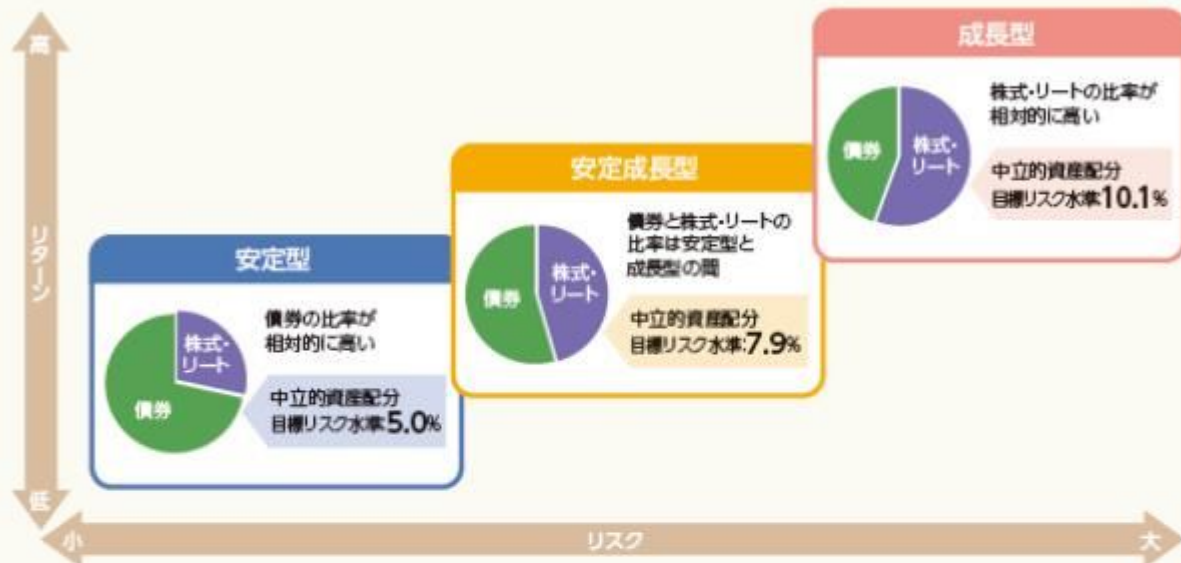 高
リターン
低
小
リスク
大
安定型
株式・
リート
債券
債券の比率が
相対的に高い
中立的資産配分
目標リスク水準:5.0%
安定成長型
債券
株式・
リート
債券と株式・リートの
比率は安定型と
成長型の間
中立的資産配分
目標リスク水準:7.9%
成長型
債券
株式・
リート
株式・リートの比率が
相対的に高い
中立的資産配分
目標リスク水準:10.1%